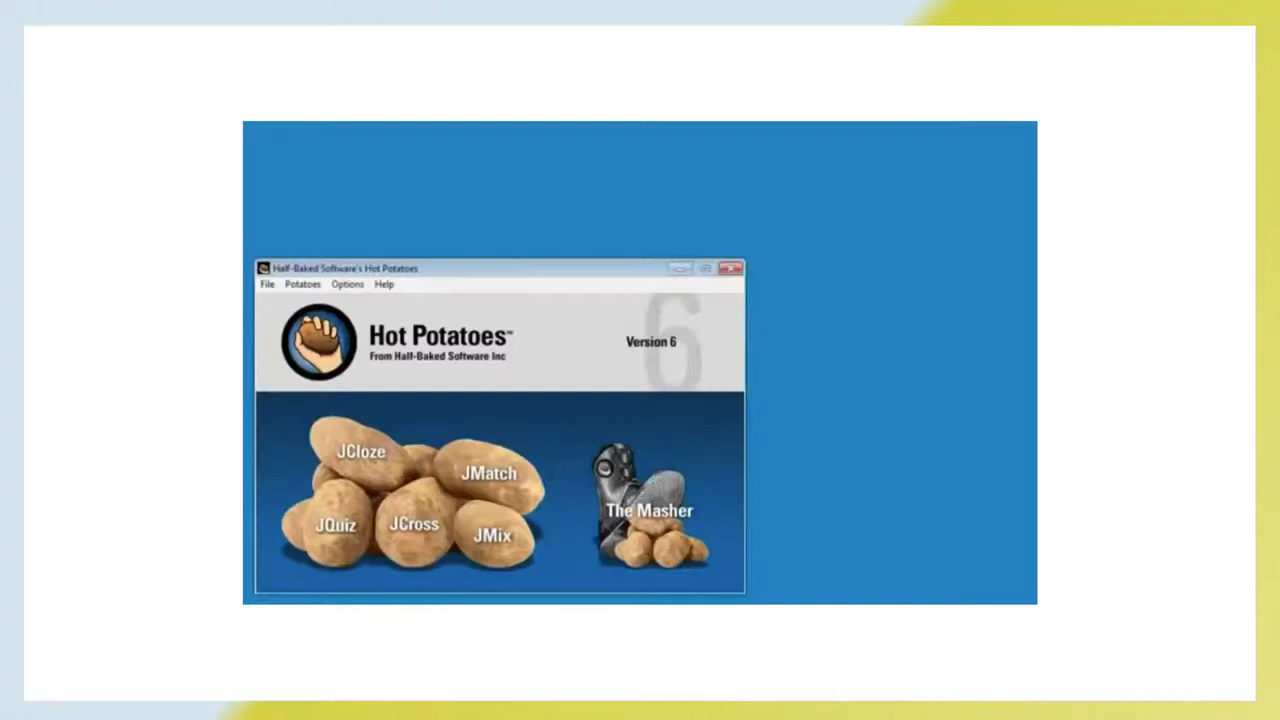 Half-Baked Software's Hot Potatoes
File Potatoes Options Help
Hot Potatoes™
From Half-Baked Software Inc
6
Version 6
JCloze
JMatch
JQuiz
JCross
JMix
The Masher